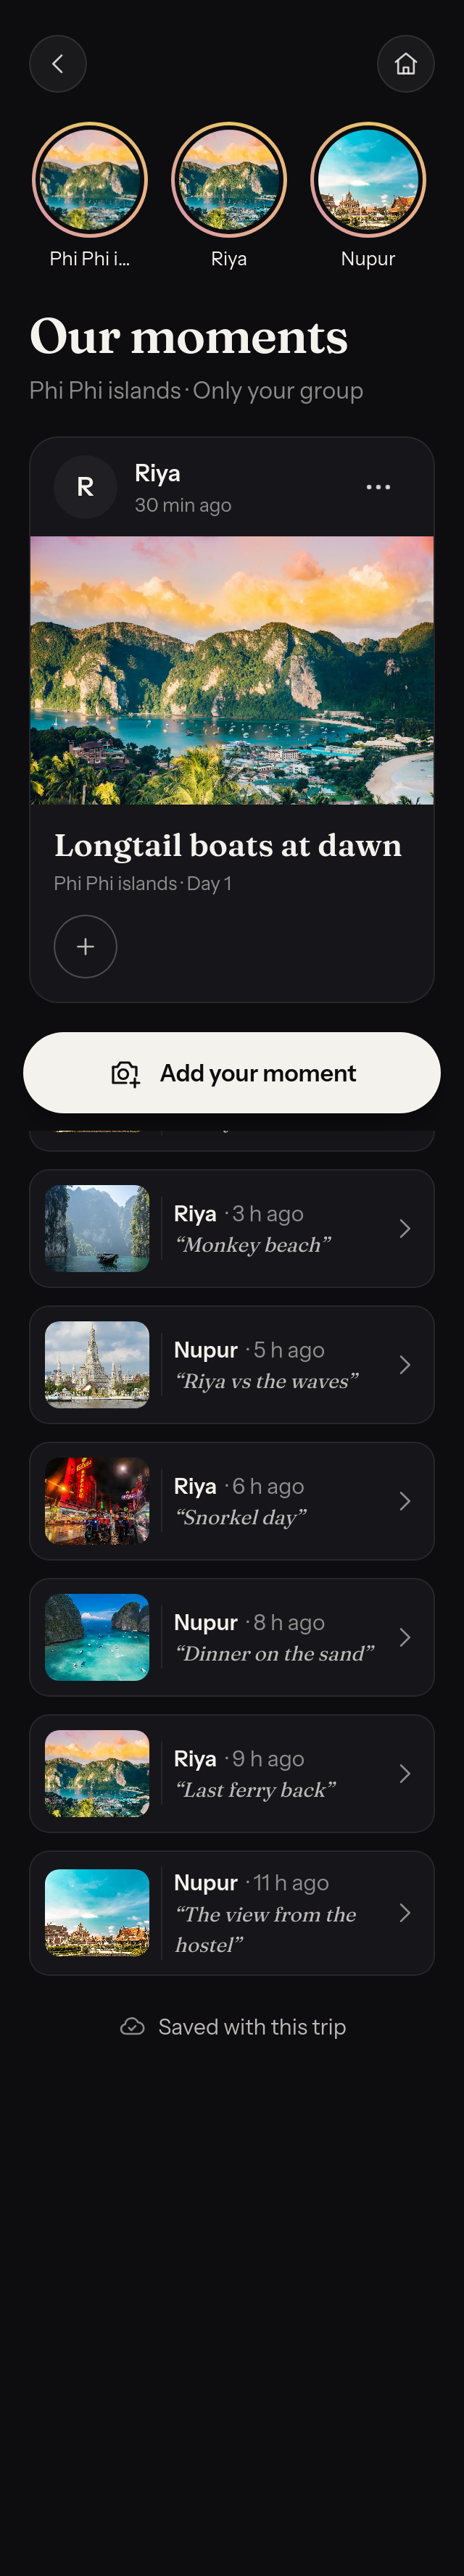 Phi Phi i...
Riya
Nupur
Our moments
Phi Phi islands · Only your group
R
Riya
30 min ago
Longtail boats at dawn
Phi Phi islands · Day 1
Add your moment
Riya · 3 h ago
“Monkey beach”
Nupur · 5 h ago
“Riya vs the waves”
Riya · 6 h ago
“Snorkel day”
Nupur · 8 h ago
“Dinner on the sand”
Riya · 9 h ago
“Last ferry back”
Nupur · 11 h ago
“The view from the
hostel”
Saved with this trip